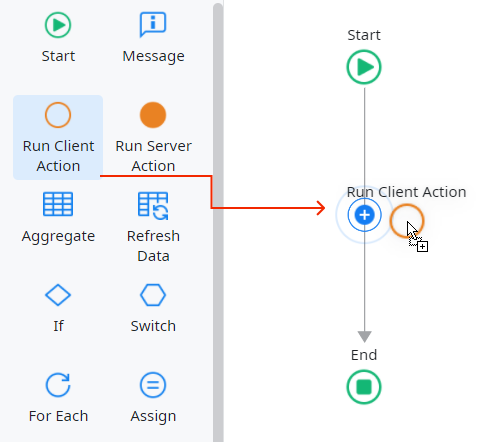 Start
Message
Run Client
Action
Run Server
Action
Aggregate
Refresh
Data
If
Switch
For Each
Assign
Start
Run Client Action
End